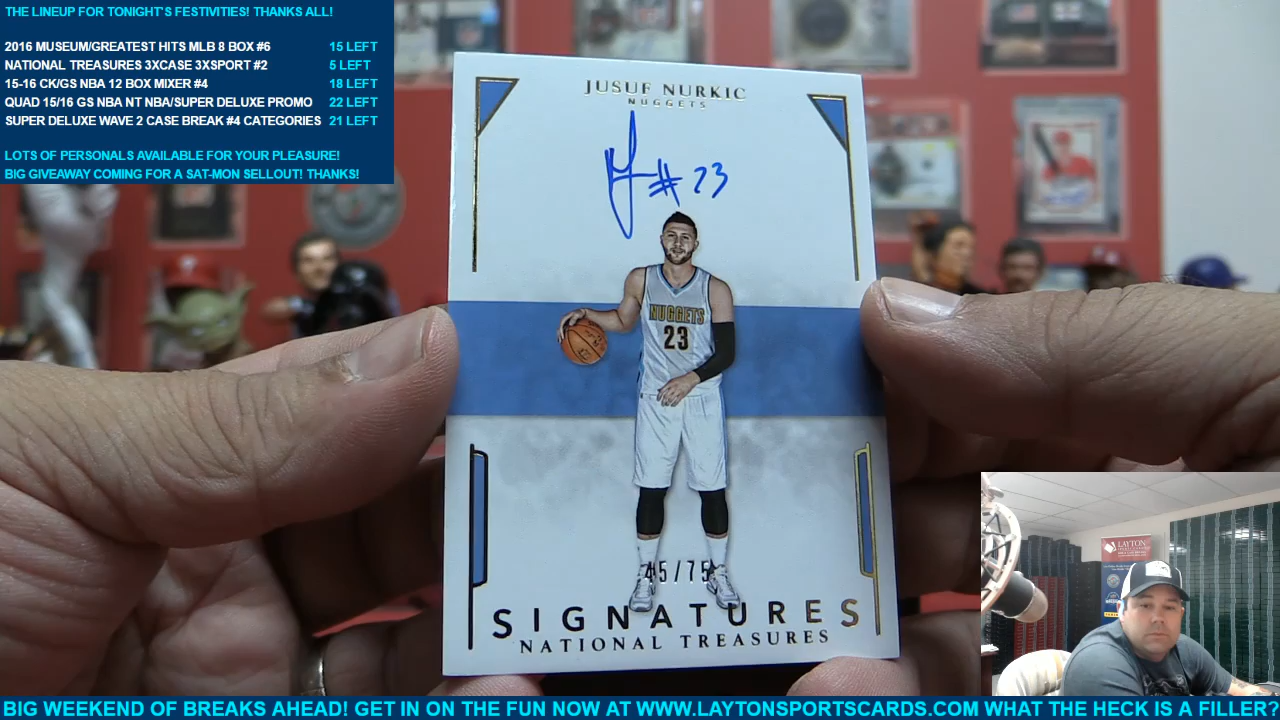 THE LINEUP FOR TONIGHT'S FESTIVITIES! THANKS ALL!
2016 MUSEUM/GREATEST HITS MLB 8 BOX #6 15 LEFT
NATIONAL TREASURES 3XCASE 3XSPORT #2 5 LEFT
15-16 CK/GS NBA 12 BOX MIXER #4 18 LEFT
QUAD 15/16 GS NBA NT NBA/SUPER DELUXE PROMO 22 LEFT
SUPER DELUXE WAVE 2 CASE BREAK #4 CATEGORIES 21 LEFT
LOTS OF PERSONALS AVAILABLE FOR YOUR PLEASURE!
BIG GIVEAWAY COMING FOR A SAT-MON SELLOUT! THANKS!
JUSUF NURKIC
NUGGETS
#23
NUGGETS
23
45/75
SIGNATURES
NATIONAL TREASURES
LAYTON
BIG WEEKEND OF BREAKS AHEAD! GET IN ON THE FUN NOW AT WWW.LAYTONSPORTSCARDS.COM WHAT THE HECK IS A FILLER?